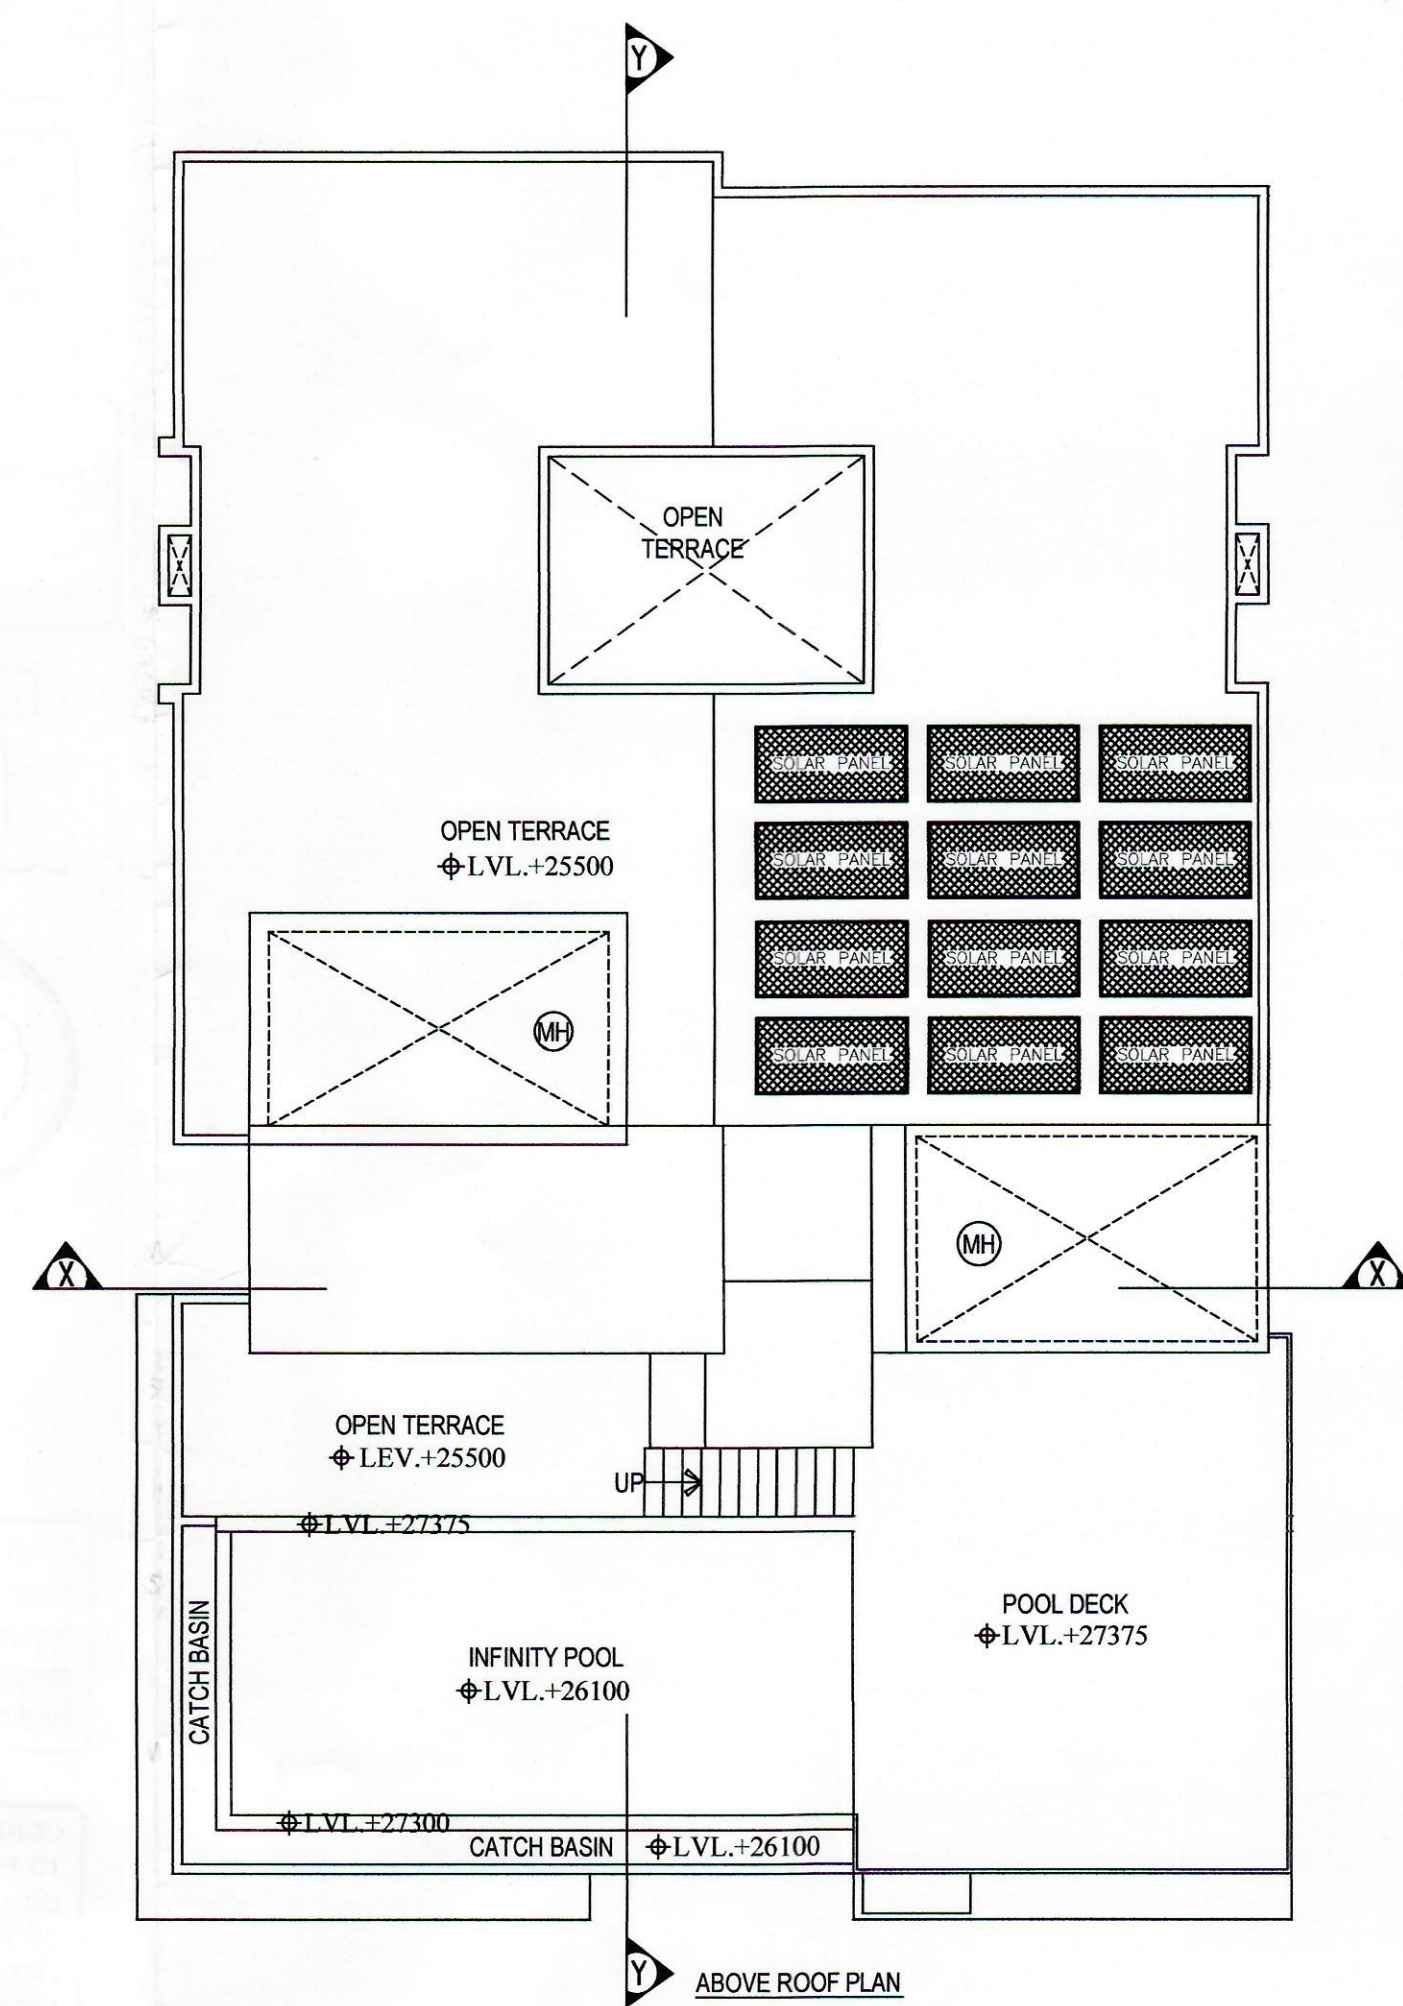 Y
OPEN
TERRACE
SOLAR PANEL SOLAR PANEL SOLAR PANEL
OPEN TERRACE
LVL.+25500
SOLAR PANEL SOLAR PANEL SOLAR PANEL
SOLAR PANEL SOLAR PANEL SOLAR PANEL
MH
SOLAR PANEL SOLAR PANEL SOLAR PANEL
MH
X X
OPEN TERRACE
LEV.+25500
UP
LVL.+27375
CATCH BASIN
POOL DECK
LVL.+27375
INFINITY POOL
LVL.+26100
LVL.+27300
CATCH BASIN LVL.+26100
Y
ABOVE ROOF PLAN